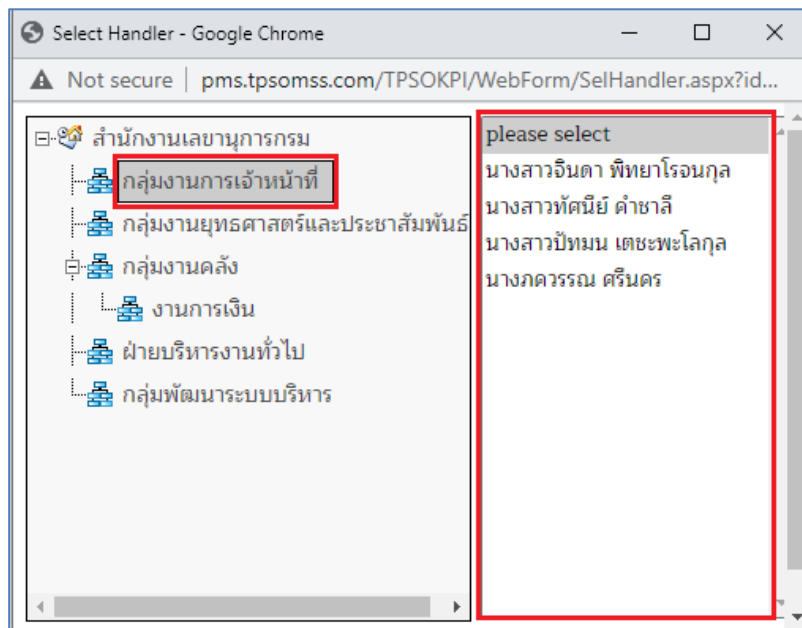 Select Handler - Google Chrome
Not secure | pms.tpsomss.com/TPSOKPI/WebForm/SelHandler.aspx?id...
สำนักงานเลขานุการกรม
กลุ่มงานการเจ้าหน้าที่
กลุ่มงานยุทธศาสตร์และประชาสัมพันธ์
กลุ่มงานคลัง
งานการเงิน
ฝ่ายบริหารงานทั่วไป
กลุ่มพัฒนาระบบบริหาร
please select
นางสาวจินดา พิทยาโรจนกุล
นางสาวทัศนีย์ คำชาลี
นางสาวปัทมน เตชะพะโลกุล
นางภควรรณ ศรีนคร